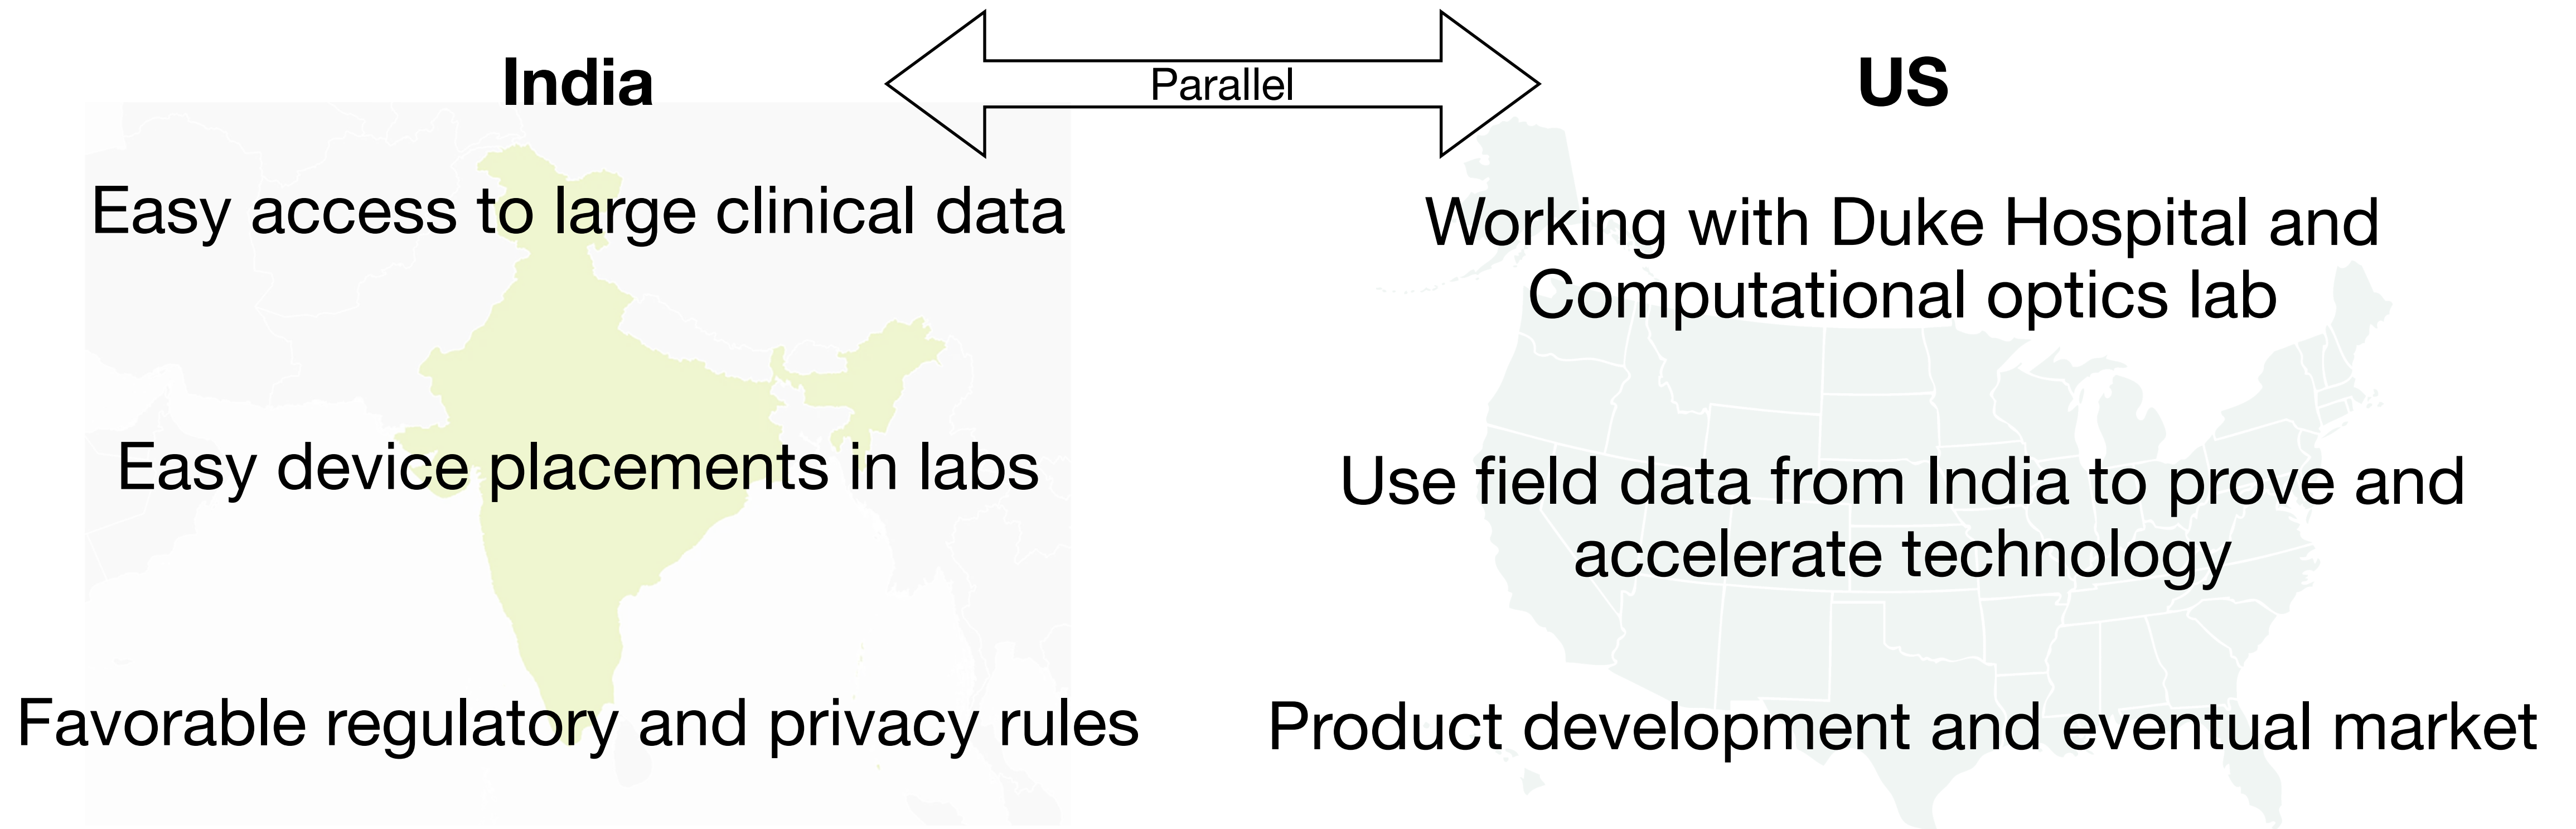 India
Parallel
US
Easy access to large clinical data
Easy device placements in labs
Favorable regulatory and privacy rules
Working with Duke Hospital and
Computational optics lab
Use field data from India to prove and
accelerate technology
Product development and eventual market